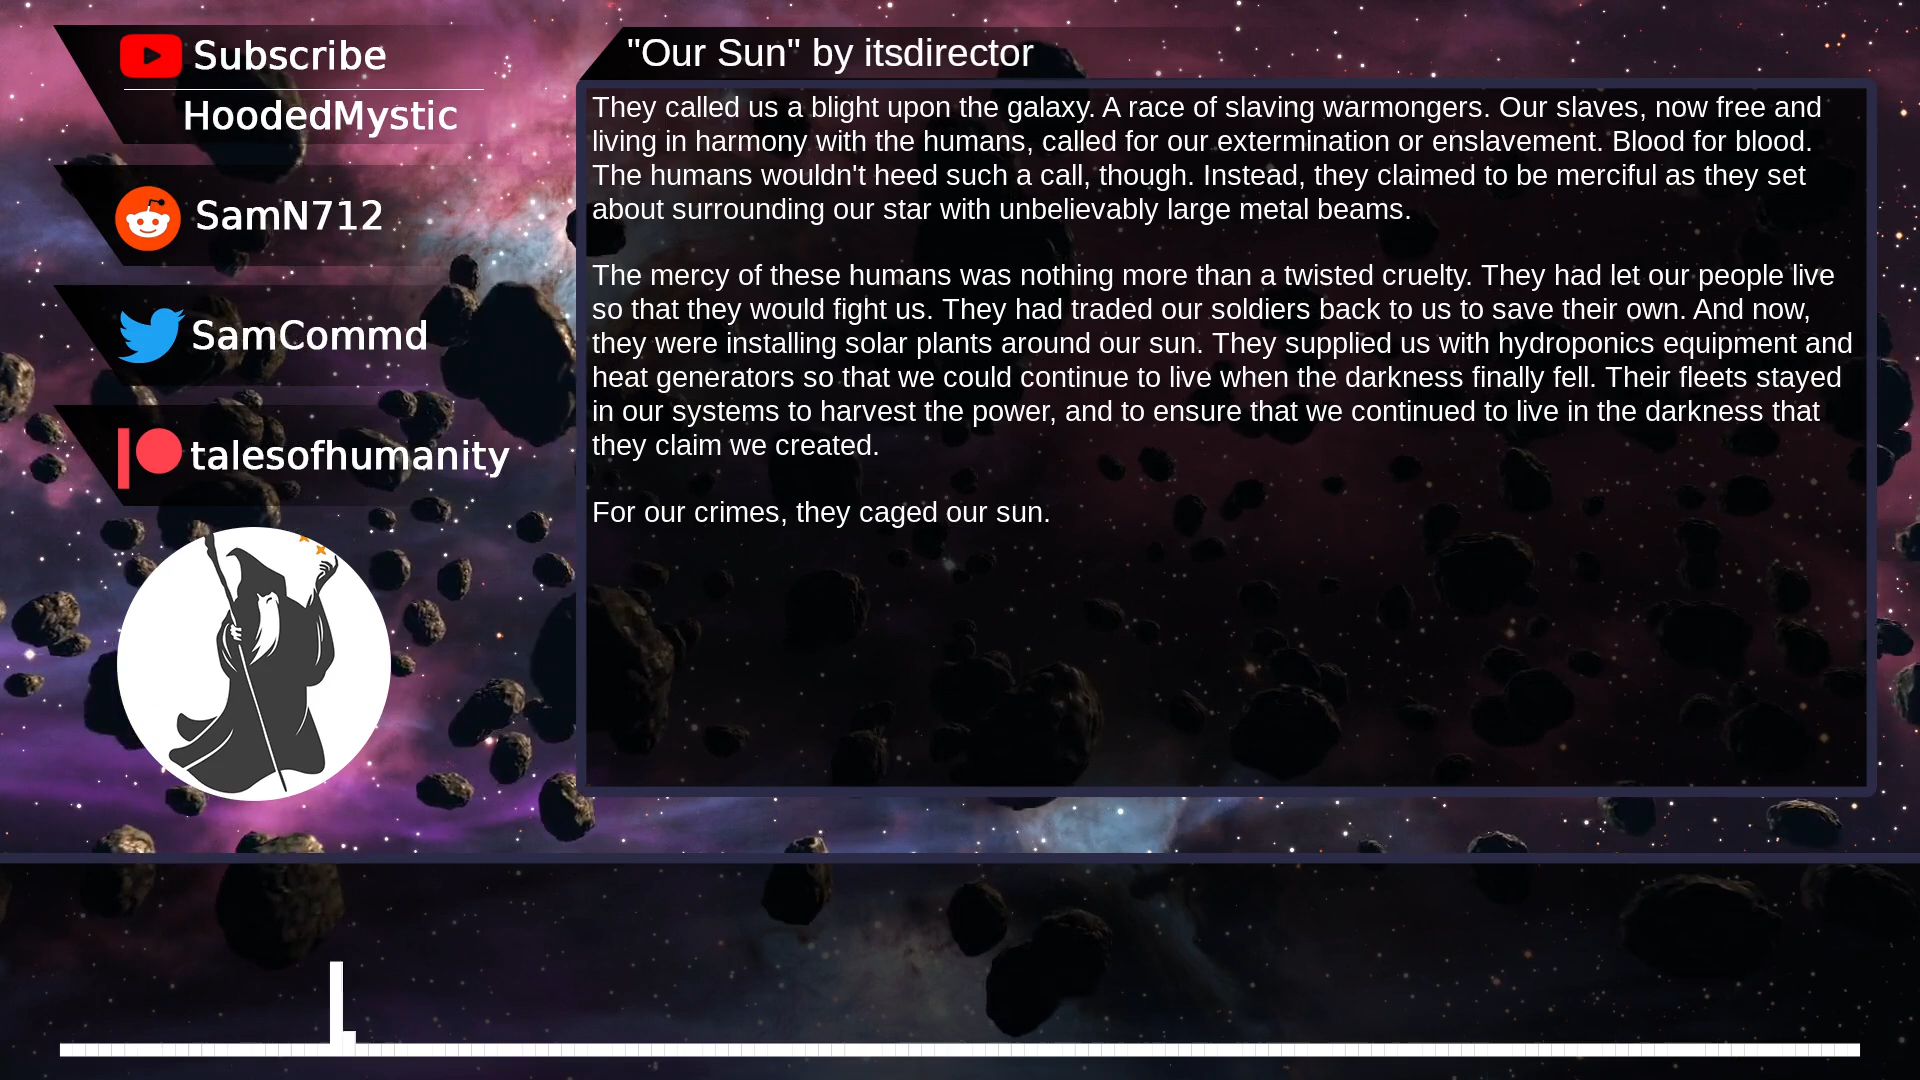 Subscribe
HoodedMystic
SamN712
SamCommd
talesofhumanity
"Our Sun" by itsdirector
They called us a blight upon the galaxy. A race of slaving warmongers. Our slaves, now free and
living in harmony with the humans, called for our extermination or enslavement. Blood for blood.
The humans wouldn't heed such a call, though. Instead, they claimed to be merciful as they set
about surrounding our star with unbelievably large metal beams.
The mercy of these humans was nothing more than a twisted cruelty. They had let our people live
so that they would fight us. They had traded our soldiers back to us to save their own. And now,
they were installing solar plants around our sun. They supplied us with hydroponics equipment and
heat generators so that we could continue to live when the darkness finally fell. Their fleets stayed
in our systems to harvest the power, and to ensure that we continued to live in the darkness that
they claim we created.
For our crimes, they caged our sun.